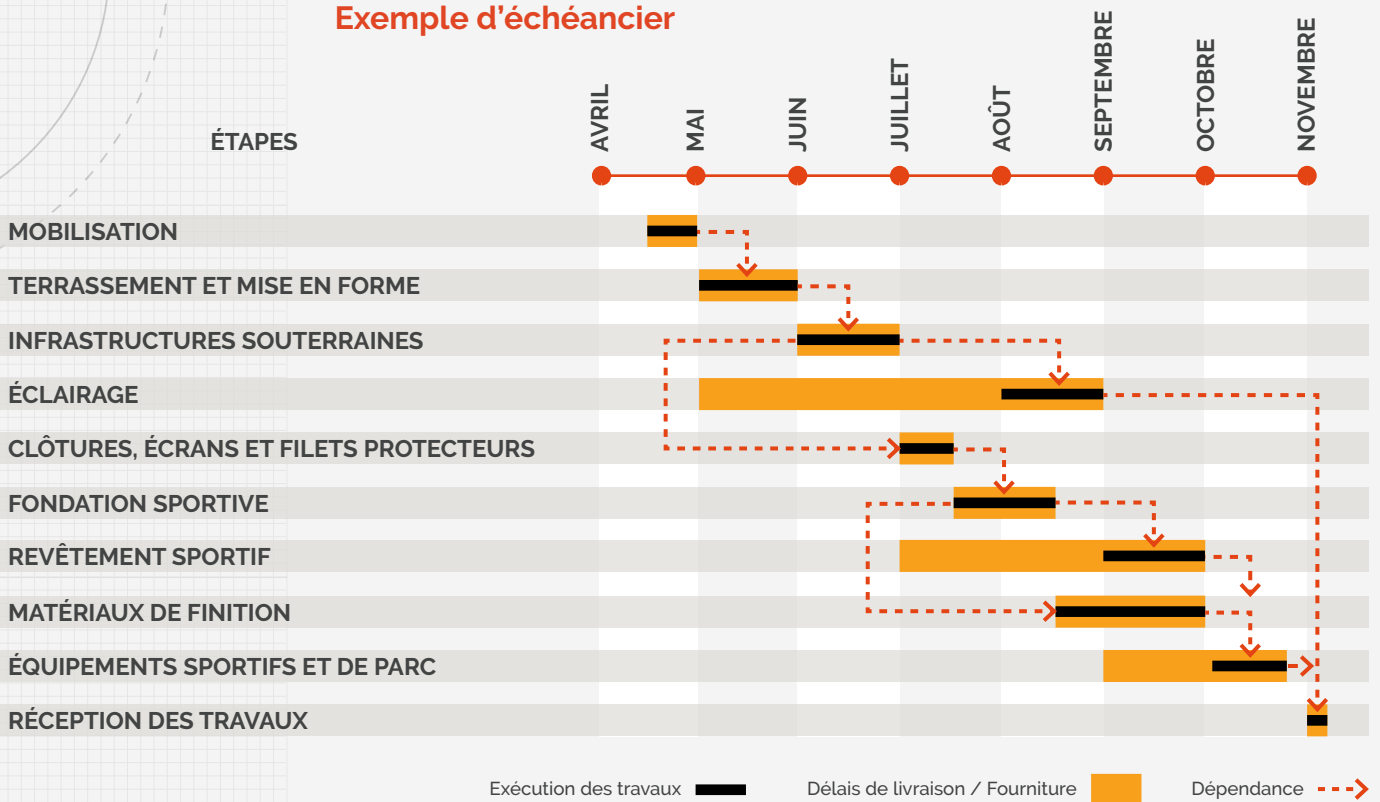 Exemple d’échéancier
ÉTAPES
AVRIL
MAI
JUIN
JUILLET
AOÛT
SEPTEMBRE
OCTOBRE
NOVEMBRE
MOBILISATION
TERRASSEMENT ET MISE EN FORME
INFRASTRUCTURES SOUTERRAINES
ÉCLAIRAGE
CLÔTURES, ÉCRANS ET FILETS PROTECTEURS
FONDATION SPORTIVE
REVÊTEMENT SPORTIF
MATÉRIAUX DE FINITION
ÉQUIPEMENTS SPORTIFS ET DE PARC
RÉCEPTION DES TRAVAUX
Exécution des travaux
Délais de livraison / Fourniture
Dépendance